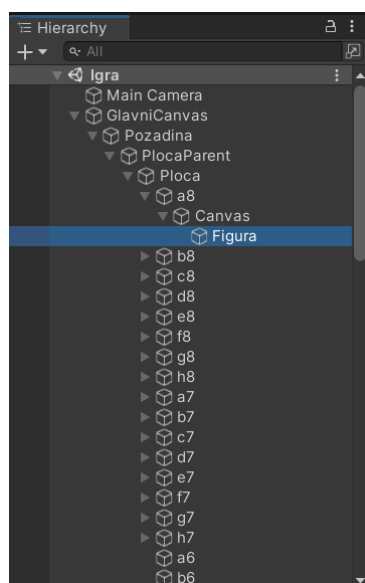 Hierarchy
All
Igra
Main Camera
GlavniCanvas
Pozadina
PlocaParent
Ploca
a8
Canvas
Figura
b8
c8
d8
e8
f8
g8
h8
a7
b7
c7
d7
e7
f7
g7
h7
a6
b6